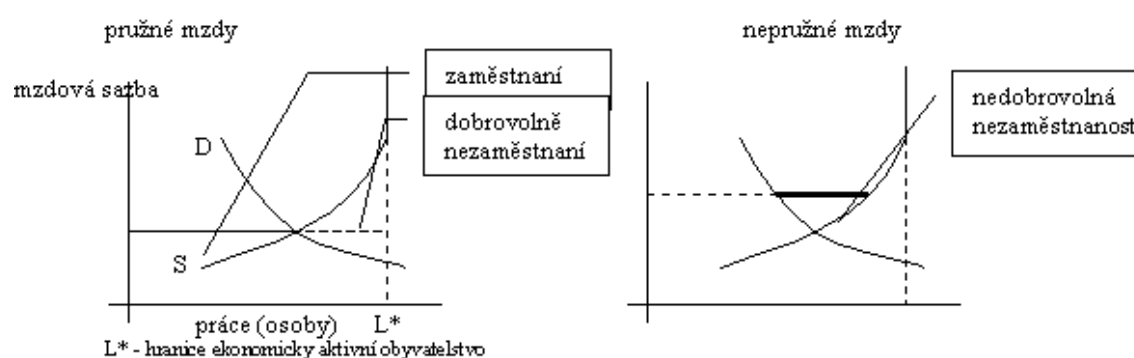 pružné mzdy
nepružné mzdy
mzdová sazba
zaměstnaní
dobrovolně
nezaměstnaní
nedobrovolná
nezaměstnanost
D
S
práce (osoby)
L*
L* - hranice ekonomicky aktivní obyvatelstvo